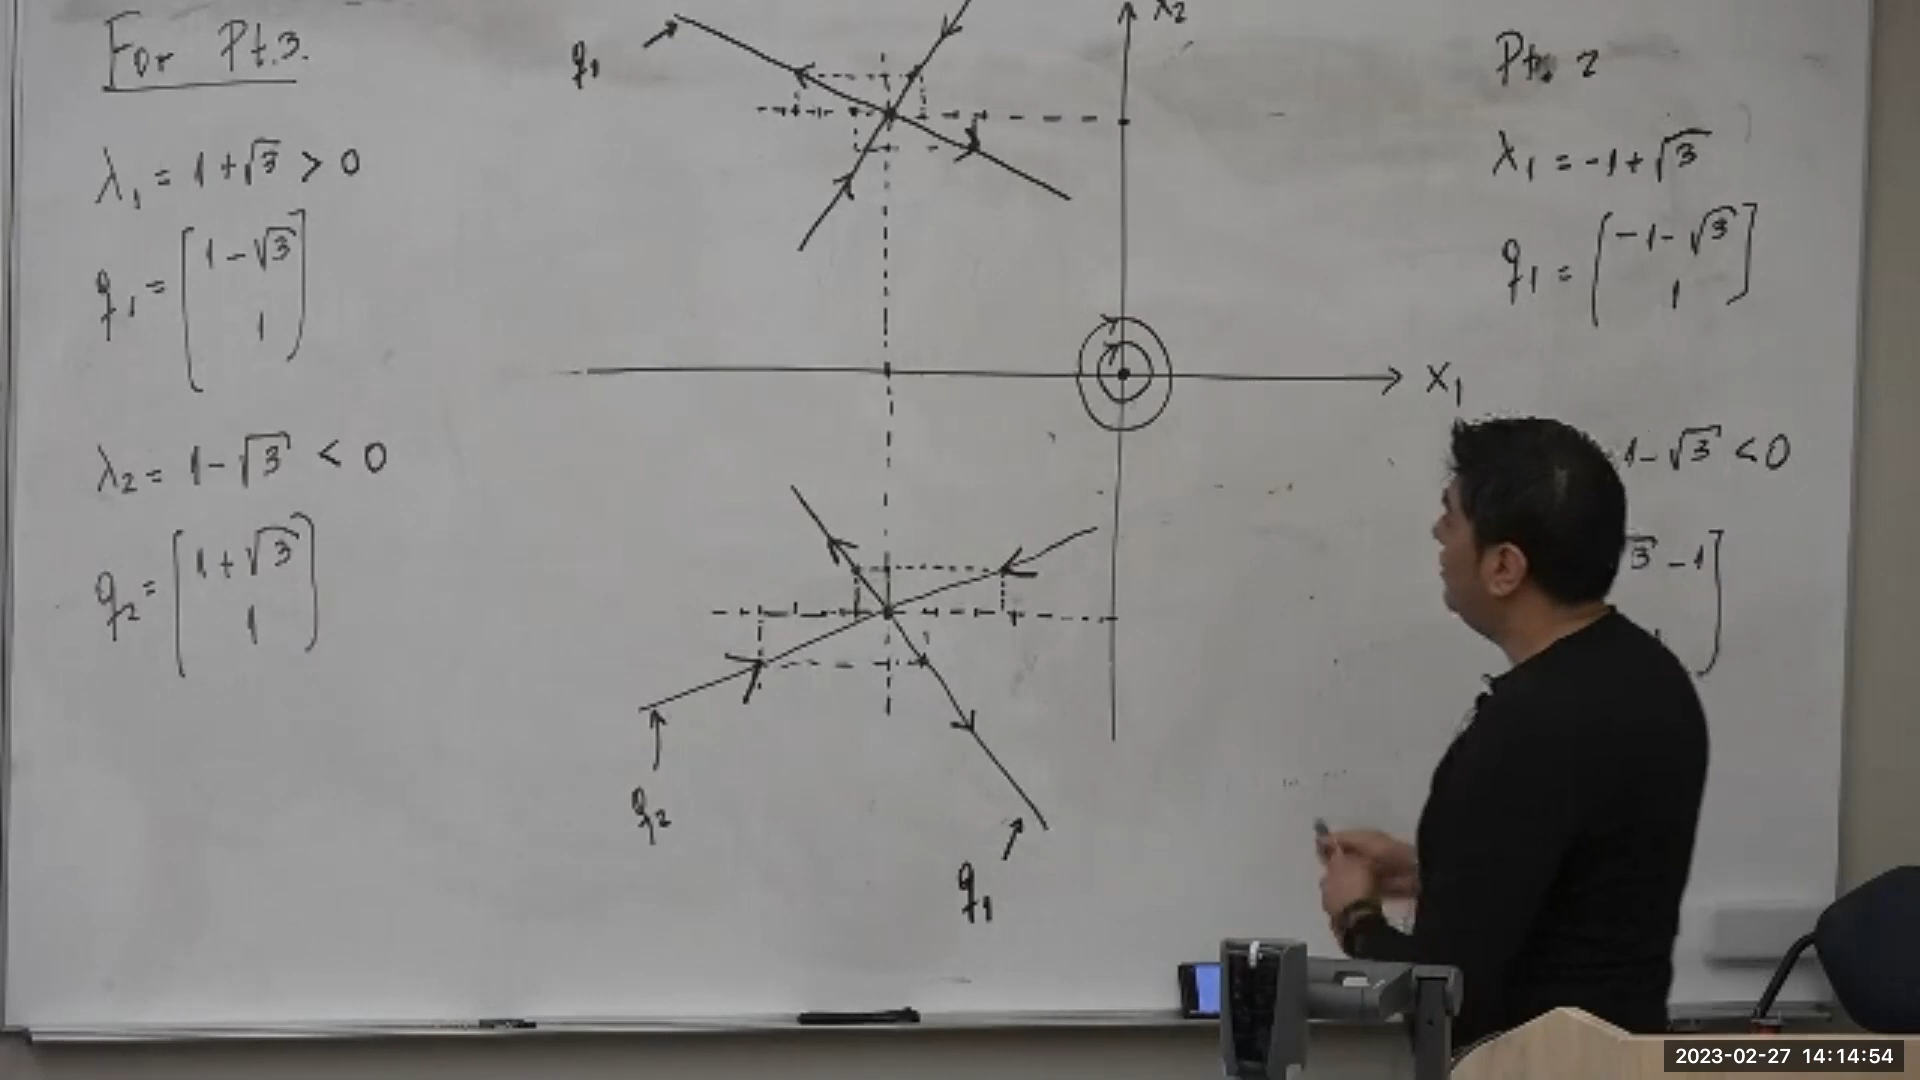 For Pt.3.
λ₁ = 1+√3 > 0
q₁ = [1-√3
1]
λ₂ = 1-√3 < 0
q₂ = [1+√3
1]
q₁
x₂
x₁
q₂
q₁
Pt. 2
λ₁ = -1+√3
q₁ = [-1-√3
1]
1-√3 <0
√3 -1]
2023-02-27 14:14:54